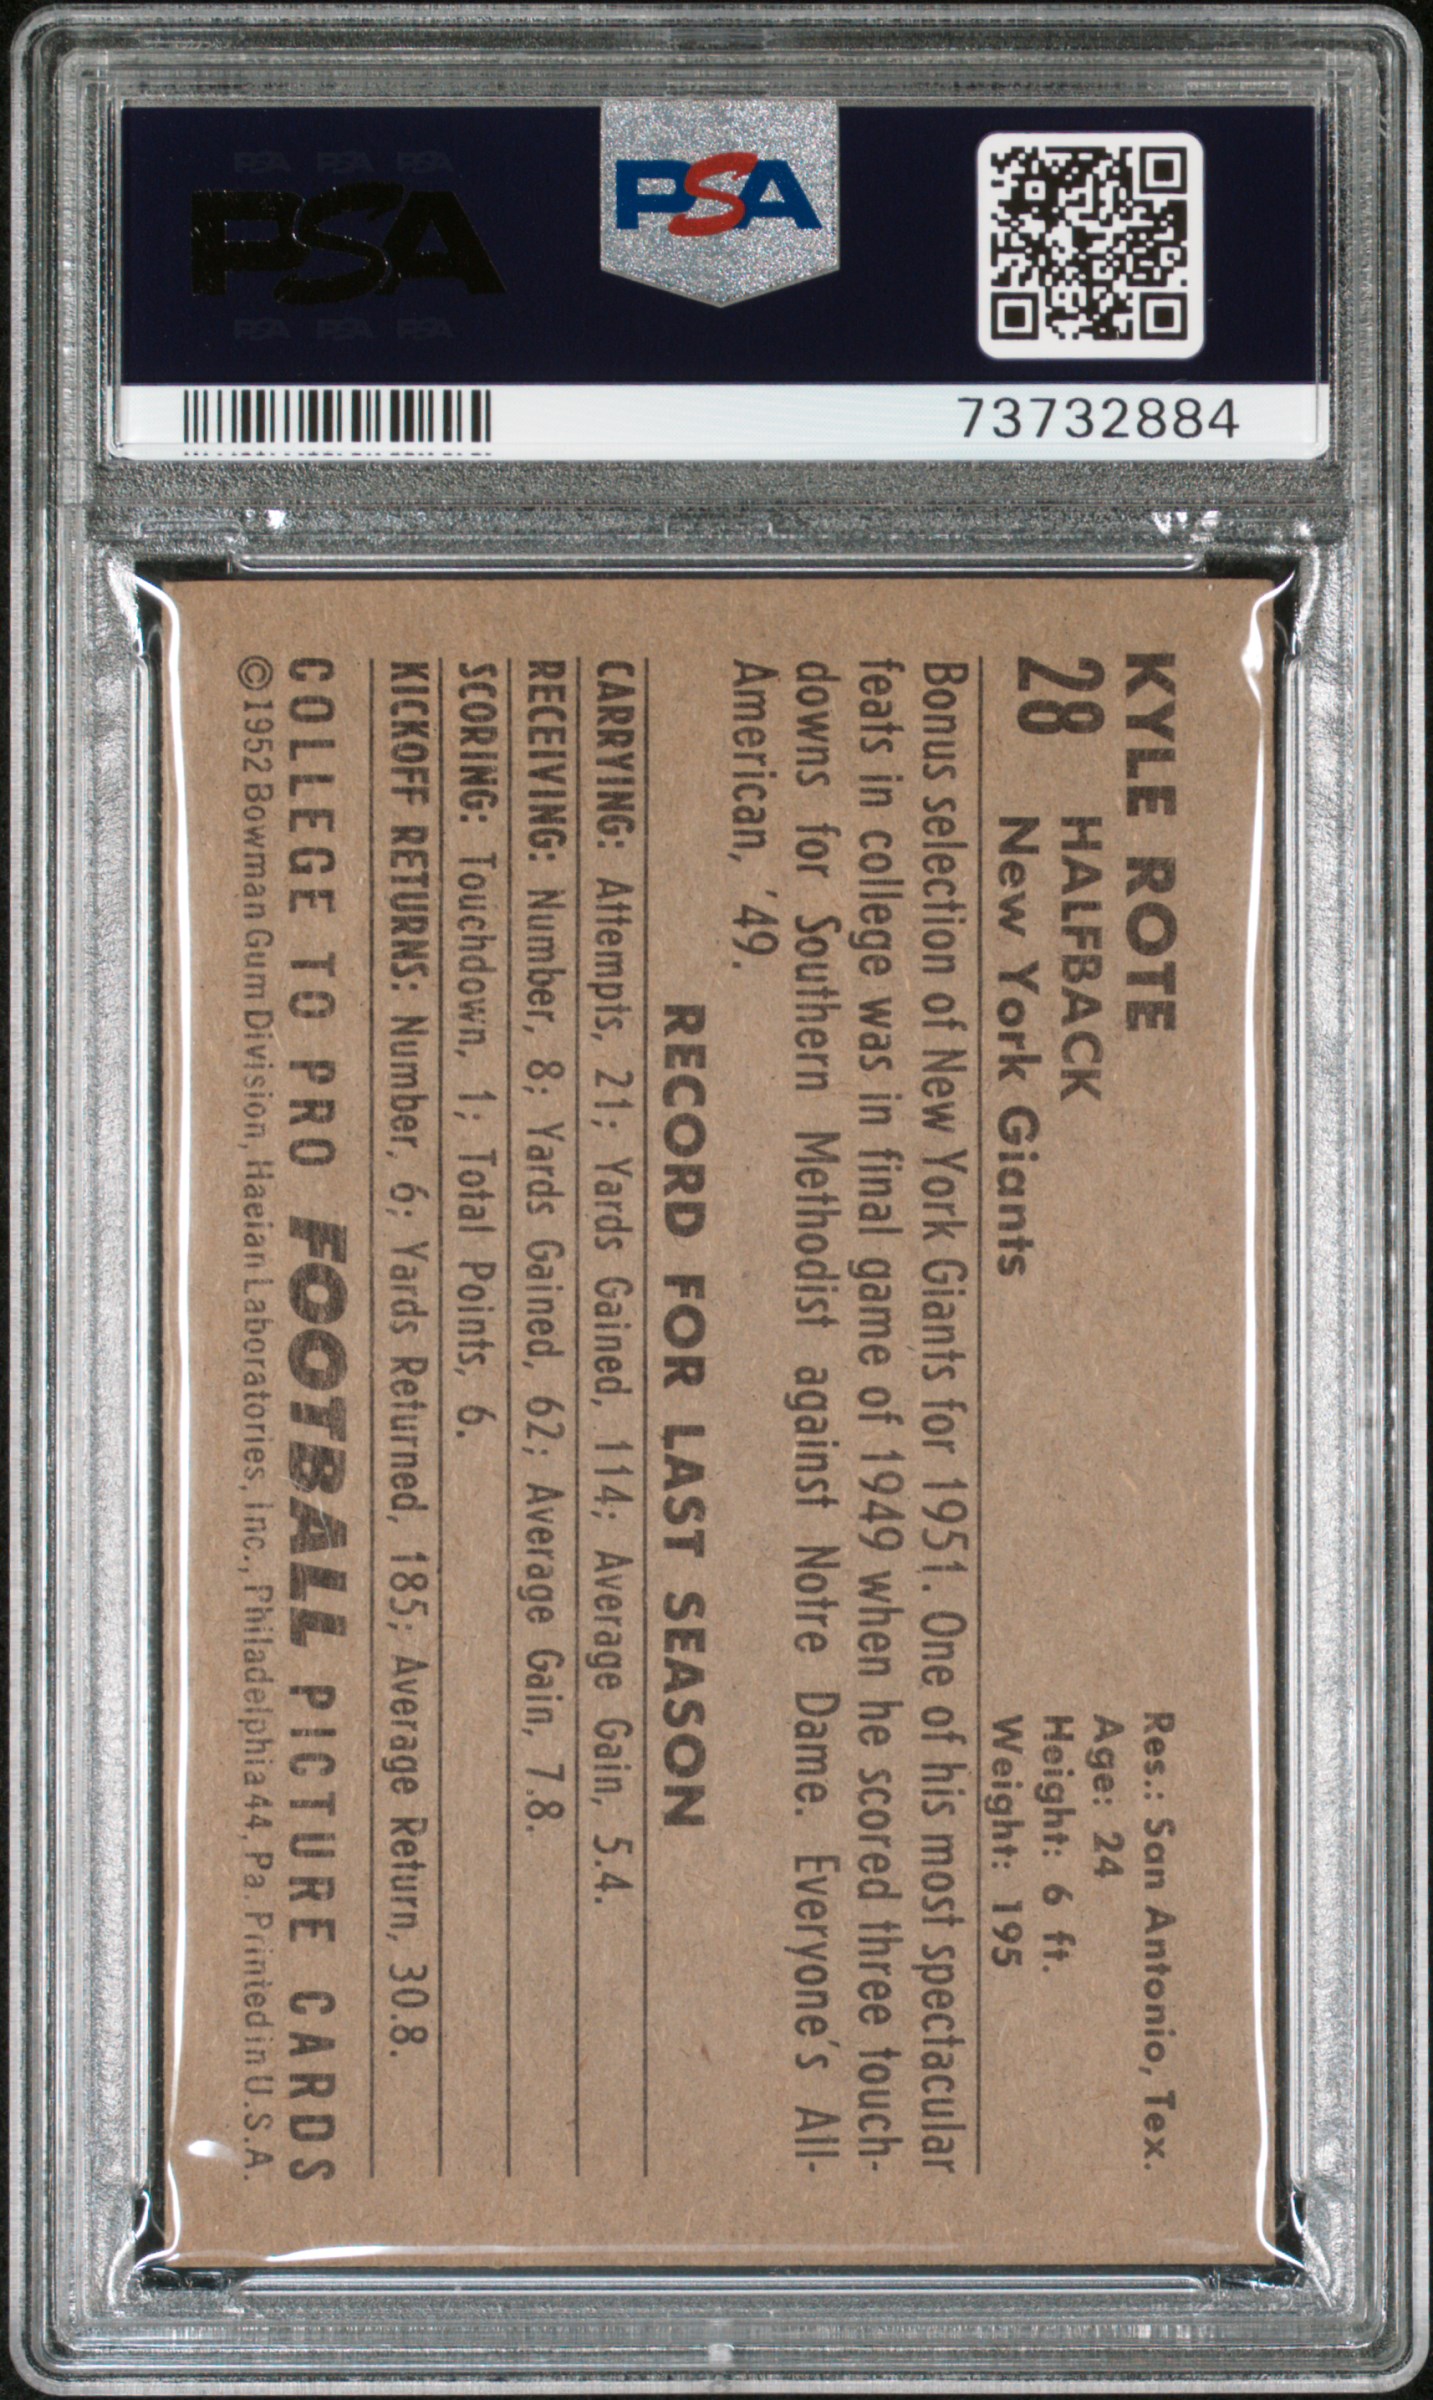 PSA PSA PSA
PSA
PSA PSA PSA
PSA
73732884
KYLE ROTE
28 HALFBACK
New York Giants
Res.: San Antonio, Tex.
Age: 24
Height: 6 ft.
Weight: 195
Bonus selection of New York Giants for 1951. One of his most spectacular
feats in college was in final game of 1949 when he scored three touch-
downs for Southern Methodist against Notre Dame. Everyone's All-
American, '49.
RECORD FOR LAST SEASON
CARRYING: Attempts, 21; Yards Gained, 114; Average Gain, 5.4.
RECEIVING: Number, 8; Yards Gained, 62; Average Gain, 7.8.
SCORING: Touchdown, 1; Total Points, 6.
KICKOFF RETURNS: Number, 6; Yards Returned, 185; Average Return, 30.8.
COLLEGE TO PRO FOOTBALL PICTURE CARDS
©1952 Bowman Gum Division, Haelan Laboratories, Inc., Philadelphia 44, Pa. Printed in U.S.A.